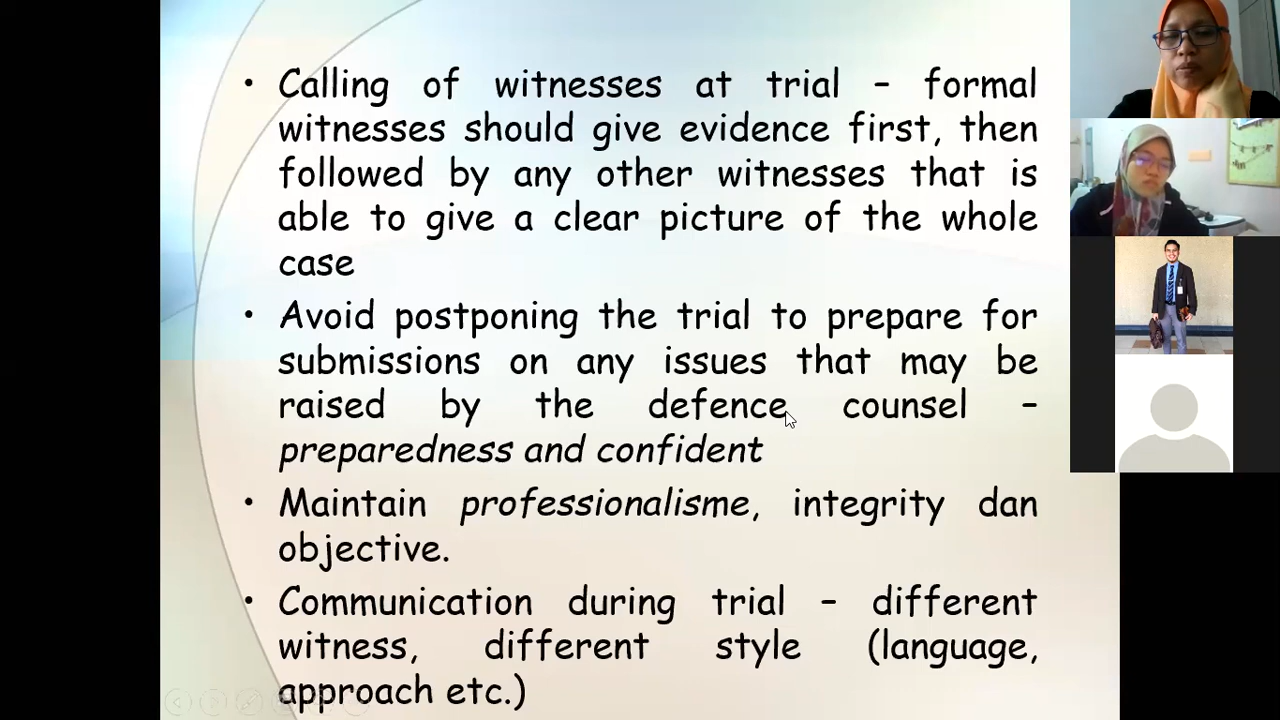 • Calling of witnesses at trial – formal
witnesses should give evidence first, then
followed by any other witnesses that is
able to give a clear picture of the whole
case
• Avoid postponing the trial to prepare for
submissions on any issues that may be
raised by the defence counsel –
preparedness and confident
• Maintain professionalisme, integrity dan
objective.
• Communication during trial – different
witness, different style (language,
approach etc.)